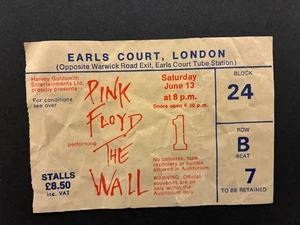 EARLS COURT, LONDON
(Opposite Warwick Road Exit, Earls Court Tube Station)
Harvey Goldsmith
Entertainments Ltd.
proudly presents
For conditions
see over
PINK
FLOYD
performing
THE
WALL
STALLS
£8.50
inc. VAT
Saturday
June 13
at 8 p.m.
Doors open 6.30 p.m.
1
No cameras, tape
recorders or bottles
allowed in Auditorium
WARNING: Official
souvenirs are on
sale within the
Auditorium only
BLOCK
24
ROW
B
SEAT
7
TO BE RETAINED